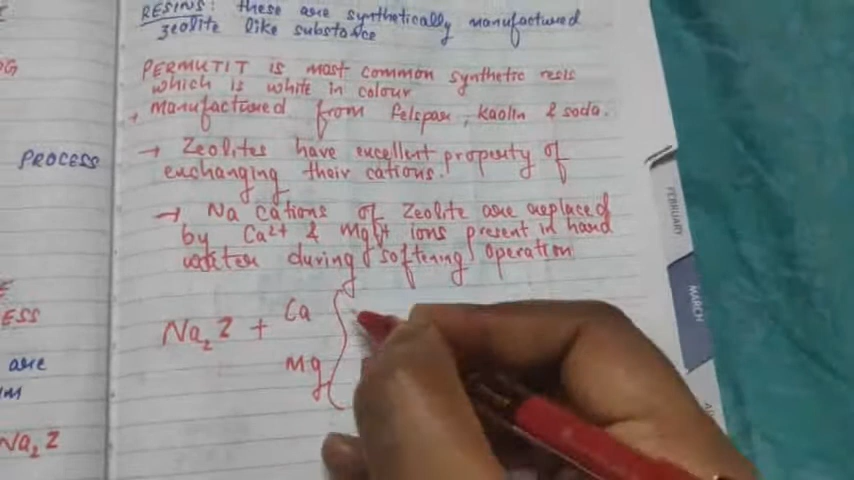 OG
PROCESS
ESS
are
Na2Z
RESINS: these are synthetically manufactured
zeolite like substance
PERMUTIT is most common synthetic resis
which is white in colour
manufactured from felspar, kaolin & soda.
→ Zeolites have excellent property of
exchanging their cations.
→ Na cations of Zeolite are replaced
by Ca2+ & Mg2+ ions present in hard
water during softening operation
Na2Z + Ca
Mg
FEBRUARY
MARCH